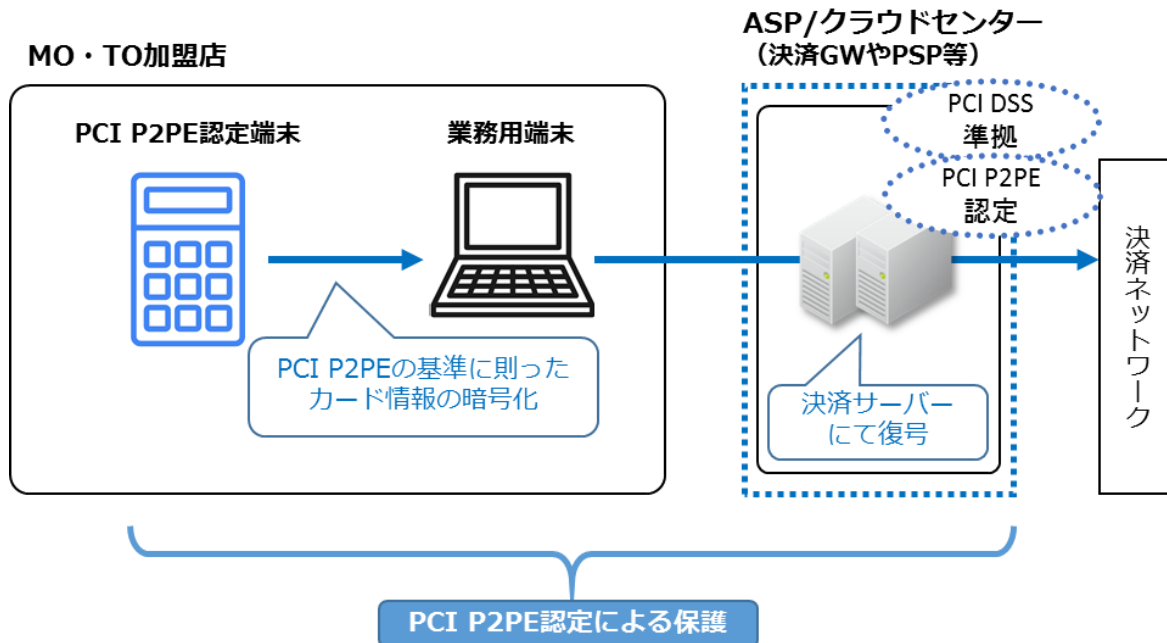 MO・TO加盟店
ASP/クラウドセンター
（決済GWやPSP等）
PCI P2PE認定端末
業務用端末
PCI DSS
準拠
PCI P2PE
認定
PCI P2PEの基準に則った
カード情報の暗号化
決済サーバー
にて復号
決済ネットワーク
PCI P2PE認定による保護